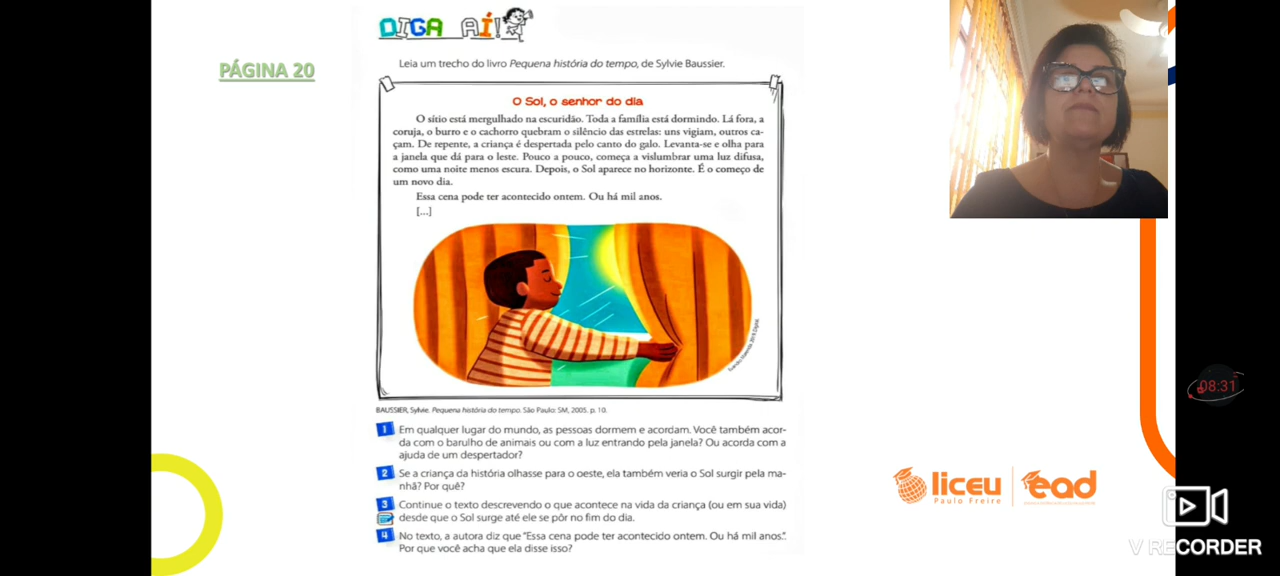 DIGA AÍ!
PÁGINA 20
Leia um trecho do livro Pequena história do tempo, de Sylvie Baussier.
O Sol, o senhor do dia
O sítio está mergulhado na escuridão. Toda a família está dormindo. Lá fora, a
coruja, o burro e o cachorro quebram o silêncio das estrelas: uns vigiam, outros ca-
çam. De repente, a criança é despertada pelo canto do galo. Levanta-se e olha para
a janela que dá para o leste. Pouco a pouco, começa a vislumbrar uma luz difusa,
como uma noite menos escura. Depois, o Sol aparece no horizonte. É o começo de
um novo dia.
Essa cena pode ter acontecido ontem. Ou há mil anos.
[...]
BAUSSIER, Sylvie. Pequena história do tempo. São Paulo: SM, 2005. p. 10.
1 Em qualquer lugar do mundo, as pessoas dormem e acordam. Você também acor-
da com o barulho de animais ou com a luz entrando pela janela? Ou acorda com a
ajuda de um despertador?
2 Se a criança da história olhasse para o oeste, ela também veria o Sol surgir pela ma-
nhã? Por quê?
3 Continue o texto descrevendo o que acontece na vida da criança (ou em sua vida)
desde que o Sol surge até ele se pôr no fim do dia.
4 No texto, a autora diz que "Essa cena pode ter acontecido ontem. Ou há mil anos.".
Por que você acha que ela disse isso?
08:31
liceu
Paulo Freire
ead
V RECORDER